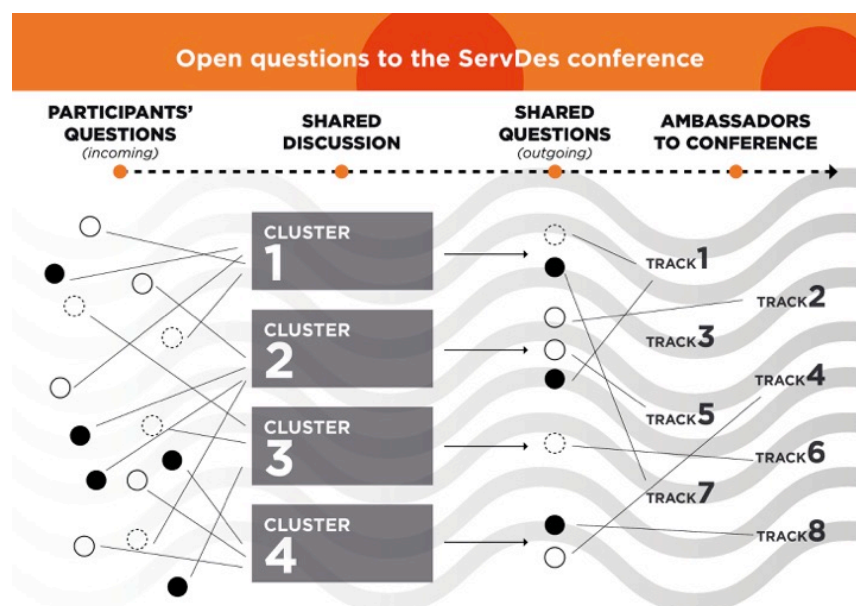 Open questions to the ServDes conference
PARTICIPANTS'
QUESTIONS
(incoming)
SHARED
DISCUSSION
SHARED
QUESTIONS
(outgoing)
AMBASSADORS
TO CONFERENCE
CLUSTER
1
CLUSTER
2
CLUSTER
3
CLUSTER
4
TRACK1
TRACK2
TRACK3
TRACK4
TRACK5
TRACK6
TRACK7
TRACK8